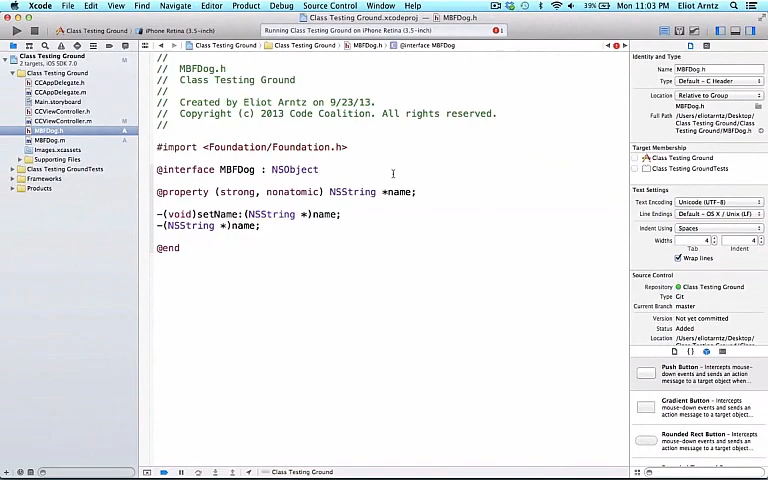 Xcode File Edit View Find Navigate Editor Product Debug Source Control Window Help 39% Mon 11:03 PM Eliot Arntz
Class Testing Ground.xcodeproj — MBFDog.h
iPhone Retina (3.5-inch)
Running Class Testing Ground on iPhone Retina (3.5-inch) 1
Class Testing Ground Class Testing Ground MBFDog.h @interface MBFDog
Class Testing Ground M
2 targets, iOS SDK 7.0
Class Testing Ground
CCAppDelegate.h
CCAppDelegate.m
Main.storyboard
CCViewController.h
CCViewController.m M
MBFDog.h A
MBFDog.m A
Images.xcassets
Supporting Files
Class Testing GroundTests
Frameworks
Products
//
// MBFDog.h
// Class Testing Ground
//
// Created by Eliot Arntz on 9/23/13.
// Copyright (c) 2013 Code Coalition. All rights reserved.
//
#import <Foundation/Foundation.h>
@interface MBFDog : NSObject
@property (strong, nonatomic) NSString *name;
-(void)setName:(NSString *)name;
-(NSString *)name;
@end
Class Testing Ground
Identity and Type
Name MBFDog.h
Type Default - C Header
Location Relative to Group
MBFDog.h
Full Path /Users/eliotarntz/Desktop/
Class Testing Ground/Class
Testing Ground/MBFDog.h
Target Membership
Class Testing Ground
Class Testing GroundTests
Text Settings
Text Encoding Unicode (UTF-8)
Line Endings Default - OS X / Unix (LF)
Indent Using Spaces
Widths 4 4
Tab Indent
Wrap lines
Source Control
Repository Class Testing Ground
Type Git
Current Branch master
Version Not yet committed
Status Added
Location /Users/eliotarntz/Desktop/
Push Button - Intercepts mouse-
down events and sends an
action message to a target object when...
Gradient Button - Intercepts
mouse-down events and sends an
action message to a target object...
Rounded Rect Button -
Intercepts mouse-down events and
sends an action message to a target...